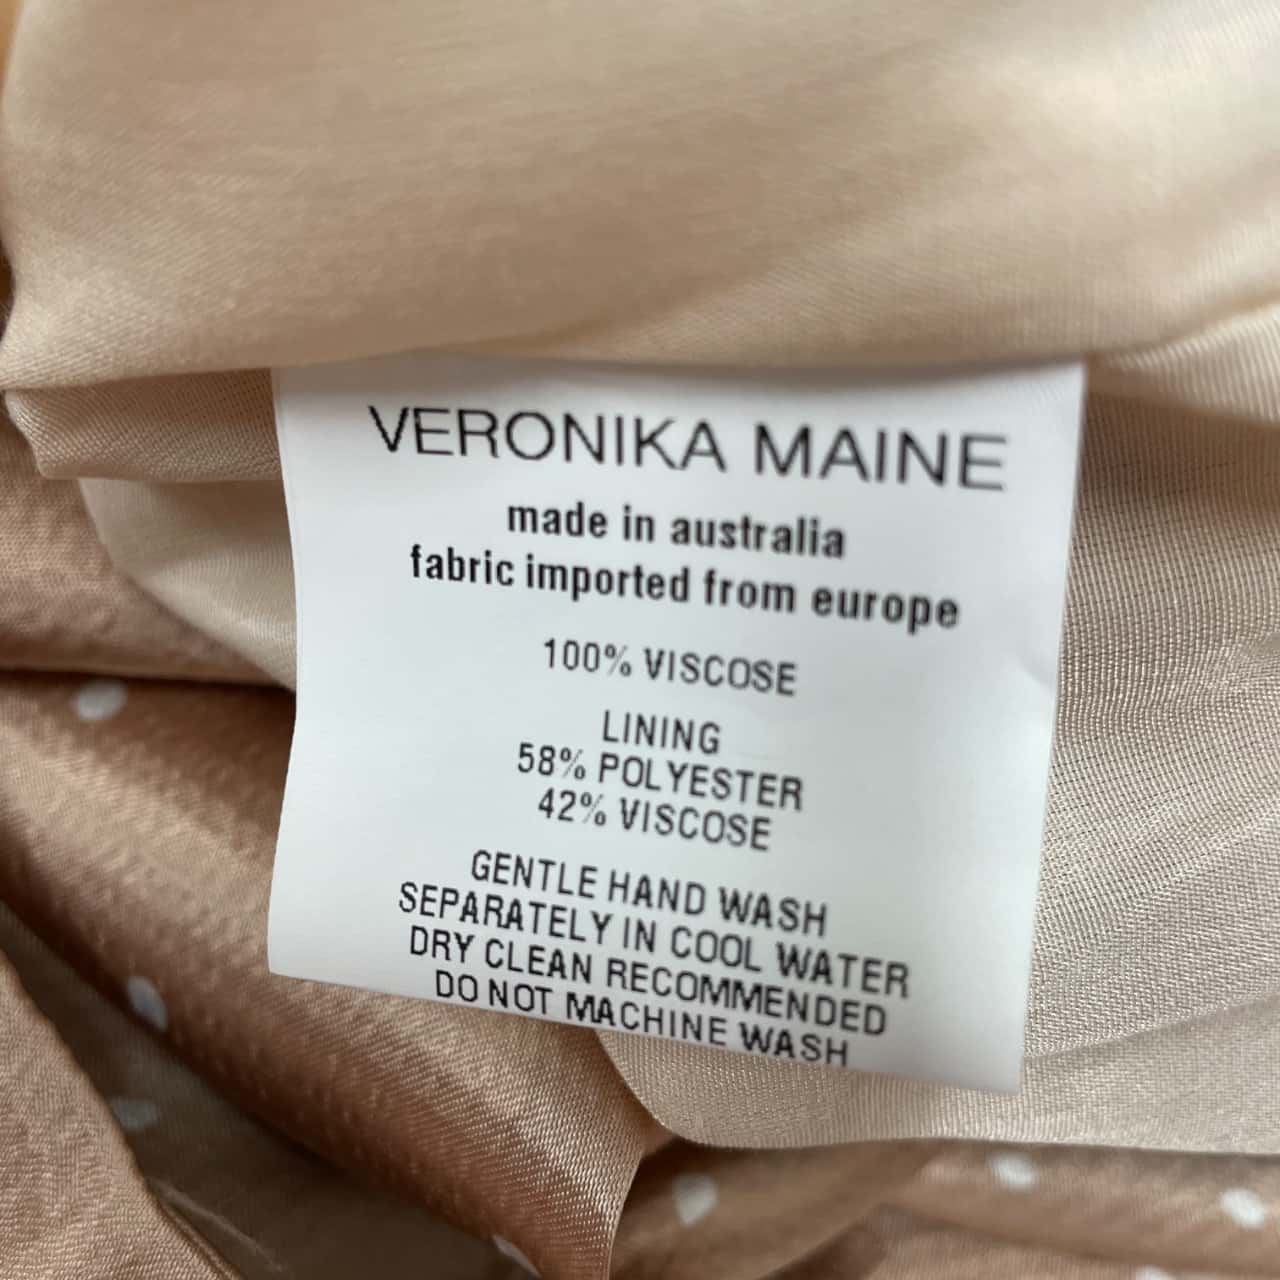 VERONIKA MAINE
made in australia
fabric imported from europe
100% VISCOSE
LINING
58% POLYESTER
42% VISCOSE
GENTLE HAND WASH
SEPARATELY IN COOL WATER
DRY CLEAN RECOMMENDED
DO NOT MACHINE WASH